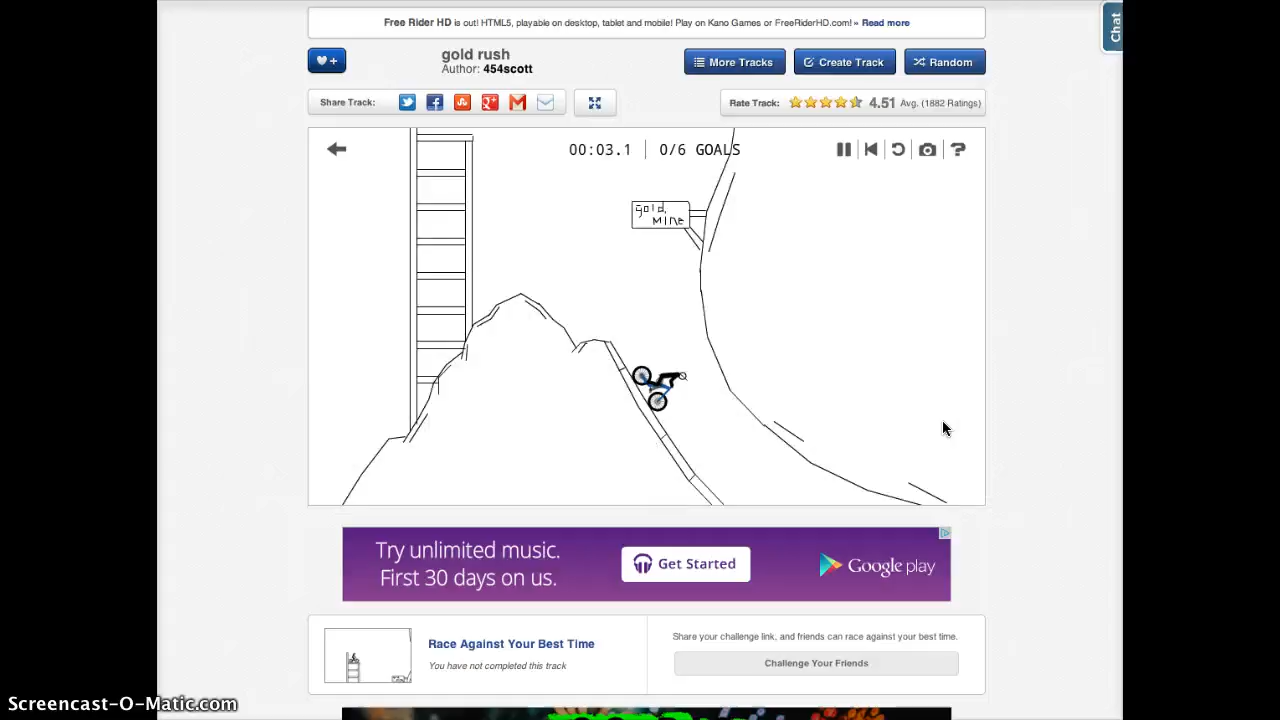 Free Rider HD is out! HTML5, playable on desktop, tablet and mobile! Play on Kano Games or FreeRiderHD.com! » Read more
Chat
gold rush
Author: 454scott
More Tracks
Create Track
Random
Share Track:
Rate Track:
4.51 Avg. (1882 Ratings)
00:03.1 | 0/6 GOALS
gold
MINE
Try unlimited music.
First 30 days on us.
Get Started
Google play
Race Against Your Best Time
You have not completed this track
Share your challenge link, and friends can race against your best time.
Challenge Your Friends
Screencast-O-Matic.com